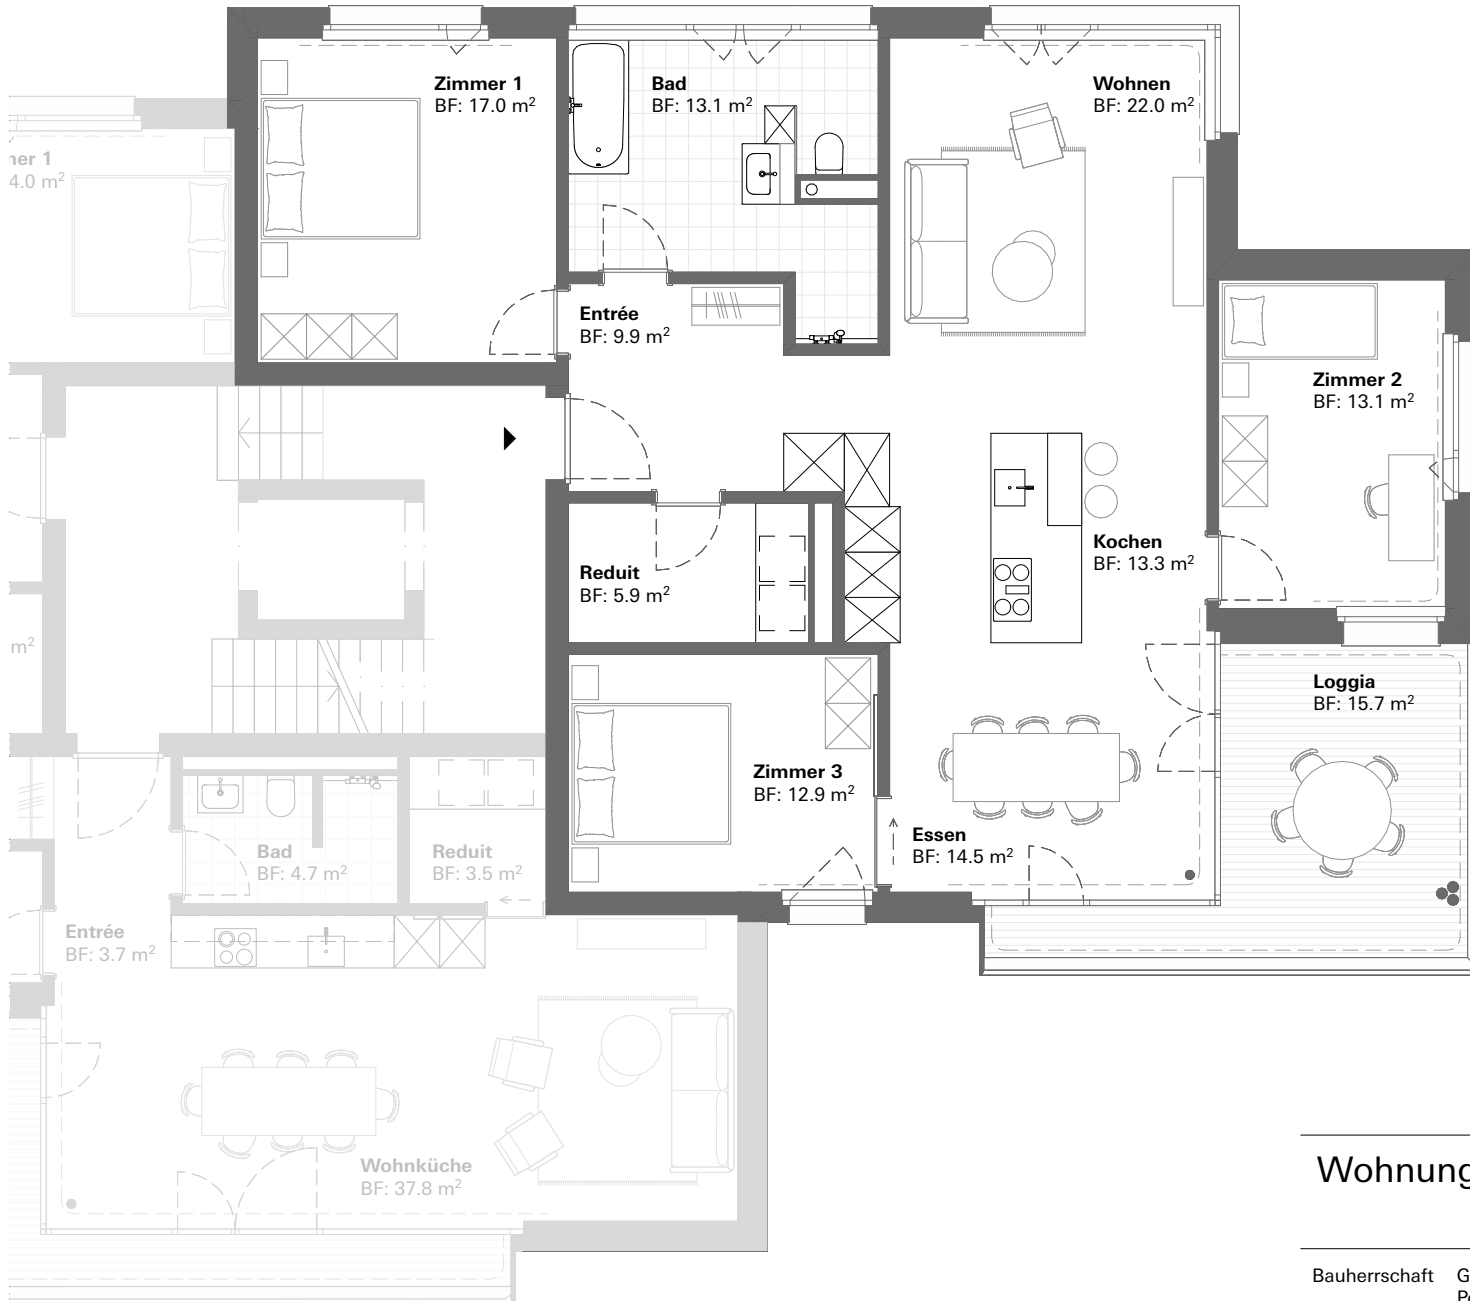 Zimmer 1
BF: 17.0 m²
Bad
BF: 13.1 m²
Wohnen
BF: 22.0 m²
ner 1
4.0 m²
Entrée
BF: 9.9 m²
Zimmer 2
BF: 13.1 m²
Kochen
BF: 13.3 m²
Reduit
BF: 5.9 m²
m²
Loggia
BF: 15.7 m²
Zimmer 3
BF: 12.9 m²
Essen
BF: 14.5 m²
Bad
BF: 4.7 m²
Reduit
BF: 3.5 m²
Entrée
BF: 3.7 m²
Wohnküche
BF: 37.8 m²
Wohnung
Bauherrschaft G